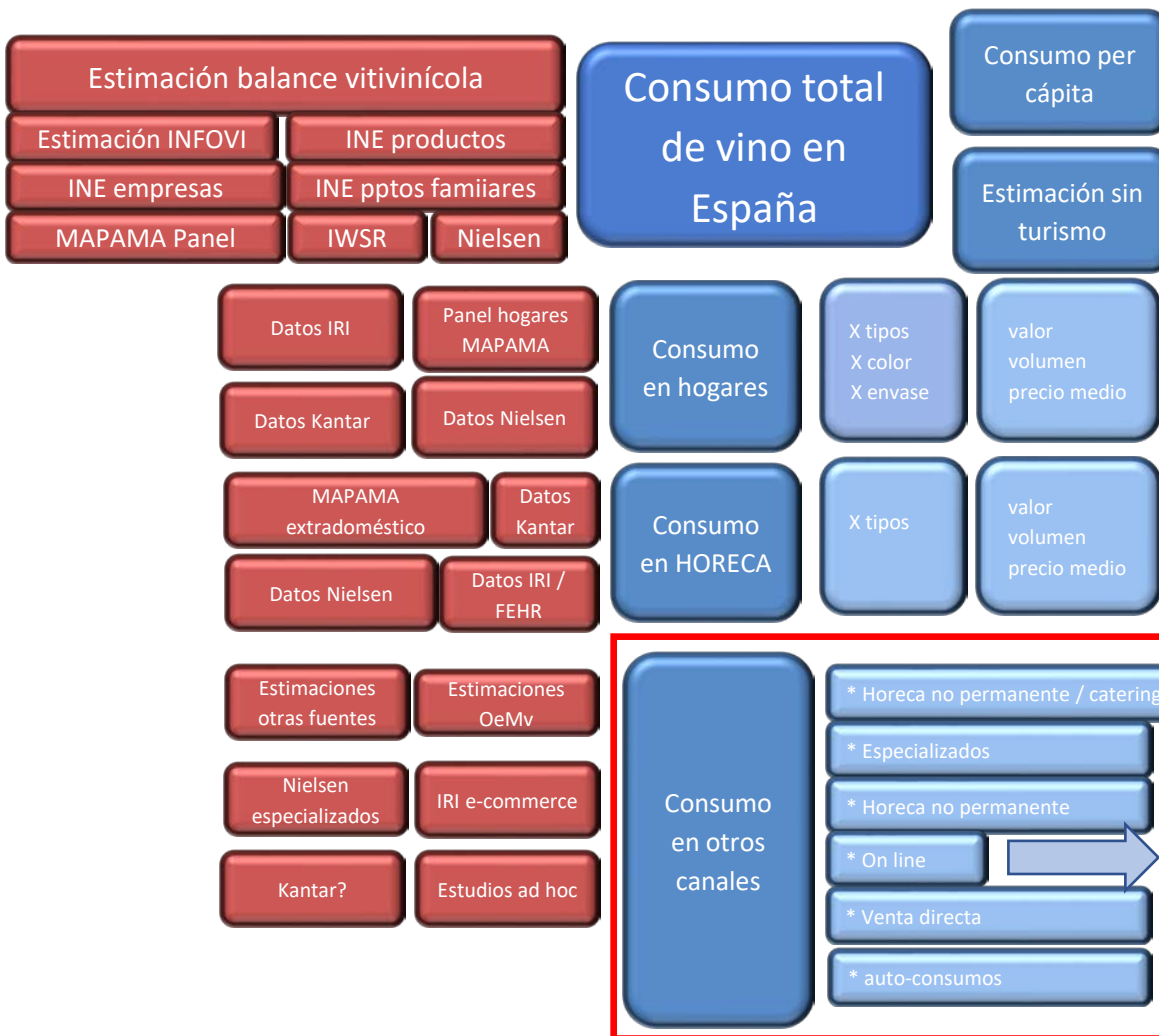 Estimación balance vitivinícola
Estimación INFOVI
INE productos
INE empresas
INE pptos famiiares
MAPAMA Panel
IWSR
Nielsen
Consumo total
de vino en
España
Consumo per
cápita
Estimación sin
turismo
Datos IRI
Panel hogares
MAPAMA
Datos Kantar
Datos Nielsen
Consumo
en hogares
X tipos
X color
X envase
valor
volumen
precio medio
MAPAMA
extradoméstico
Datos
Kantar
Datos Nielsen
Datos IRI /
FEHR
Consumo
en HORECA
X tipos
valor
volumen
precio medio
Estimaciones
otras fuentes
Estimaciones
OeMv
Nielsen
especializados
IRI e-commerce
Kantar?
Estudios ad hoc
Consumo
en otros
canales
* Horeca no permanente / catering
* Especializados
* Horeca no permanente
* On line
* Venta directa
* auto-consumos